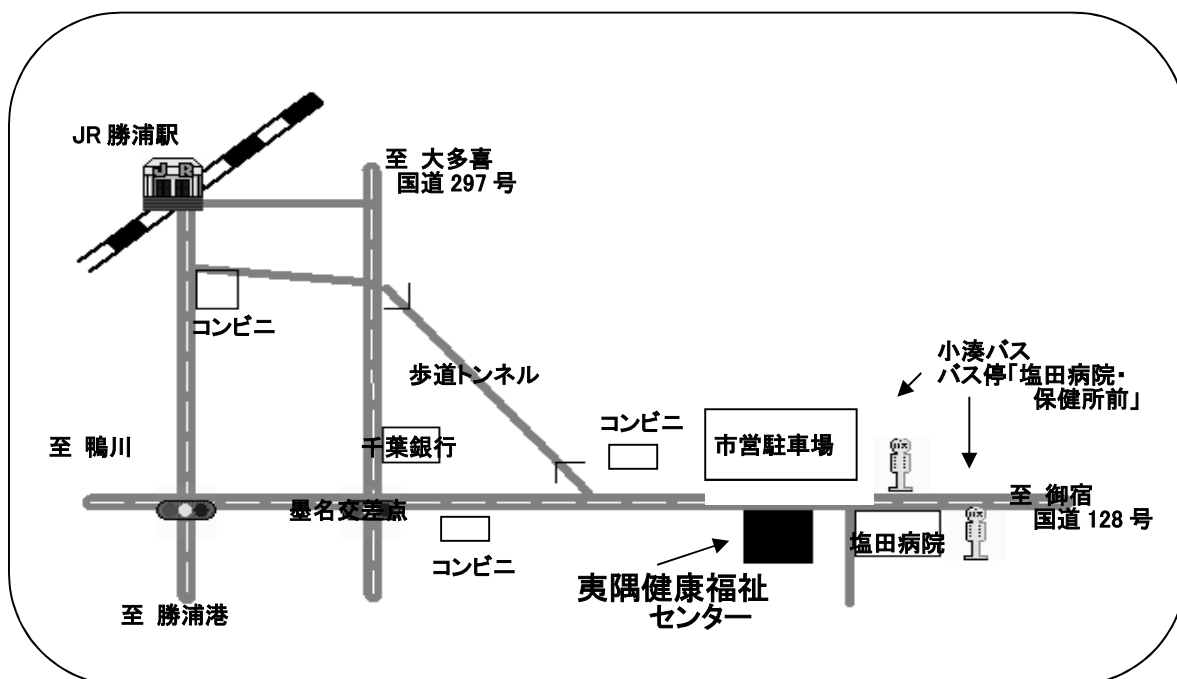 JR 勝浦駅
JR
至 大多喜
国道 297 号
コンビニ
歩道トンネル
小湊バス
バス停「塩田病院・
保健所前」
コンビニ
市営駐車場
至 鴨川
千葉銀行
墨名交差点
至 御宿
国道 128 号
塩田病院
コンビニ
夷隅健康福祉
センター
至 勝浦港